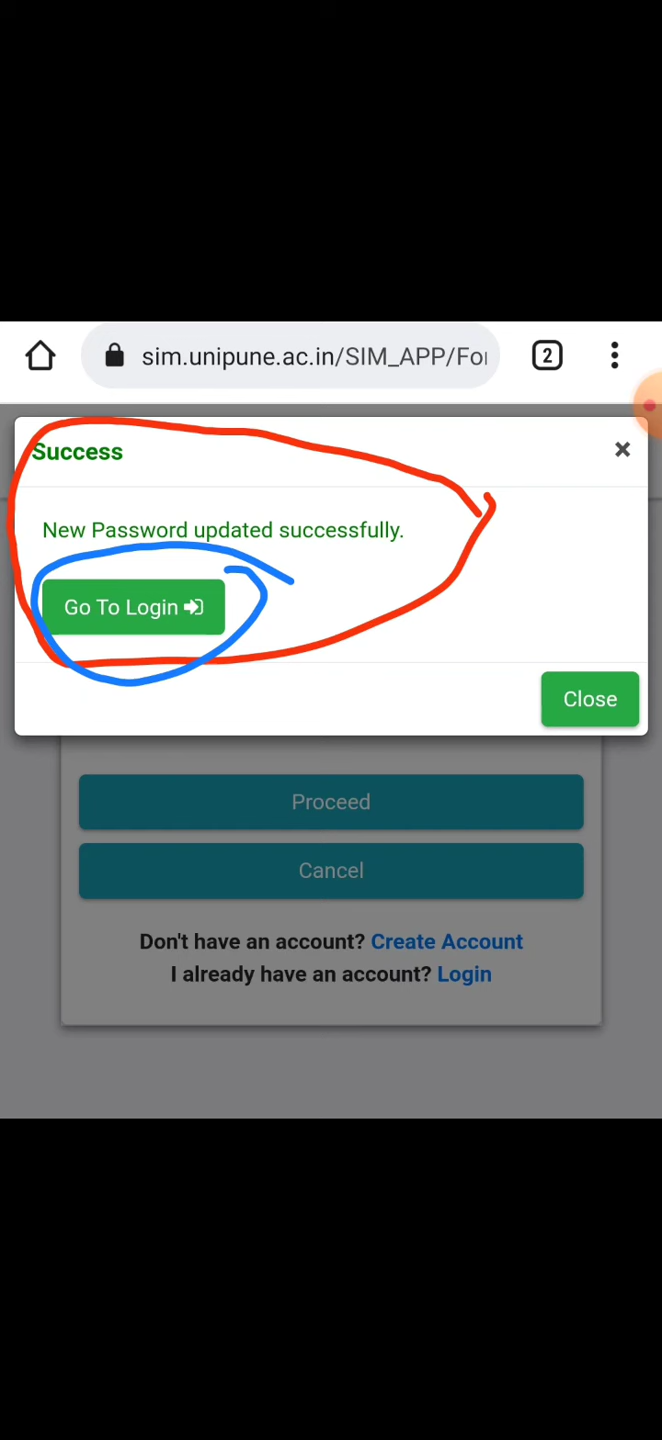 sim.unipune.ac.in/SIM_APP/For
2
Success
×
New Password updated successfully.
Go To Login
Close
Proceed
Cancel
Don't have an account? Create Account
I already have an account? Login